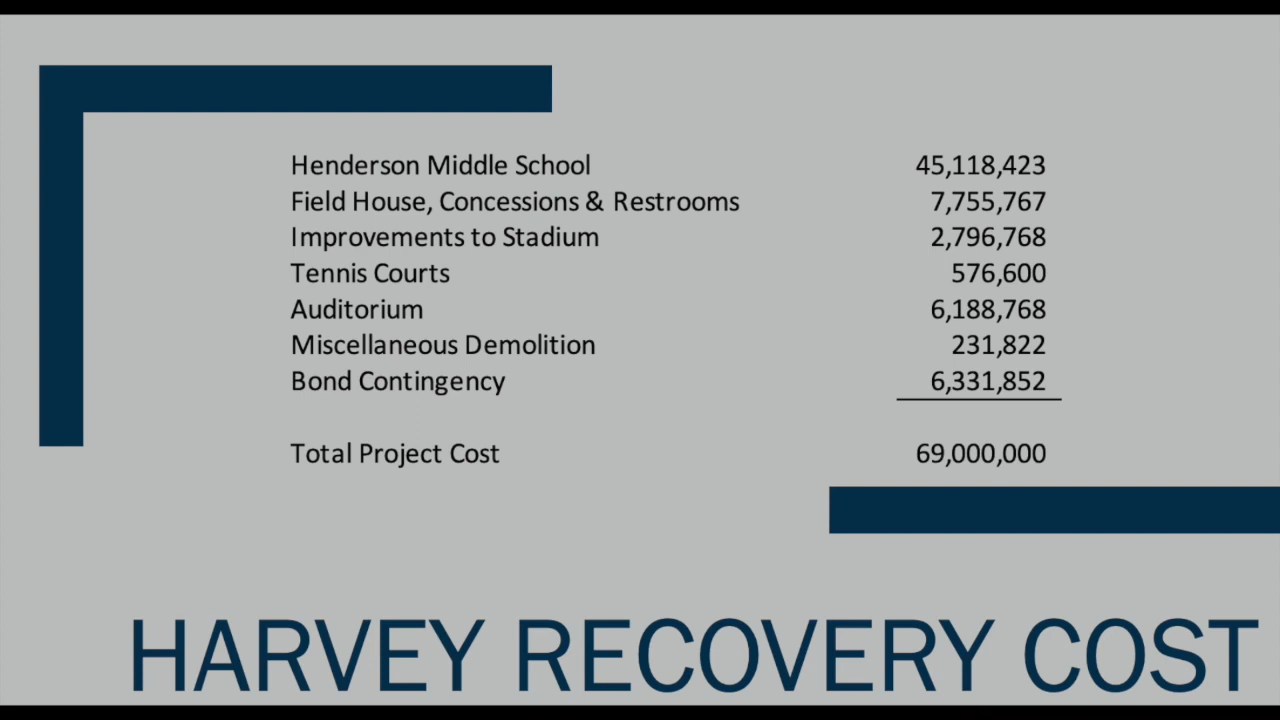 Henderson Middle School 45,118,423
Field House, Concessions & Restrooms 7,755,767
Improvements to Stadium 2,796,768
Tennis Courts 576,600
Auditorium 6,188,768
Miscellaneous Demolition 231,822
Bond Contingency 6,331,852
Total Project Cost 69,000,000
HARVEY RECOVERY COST